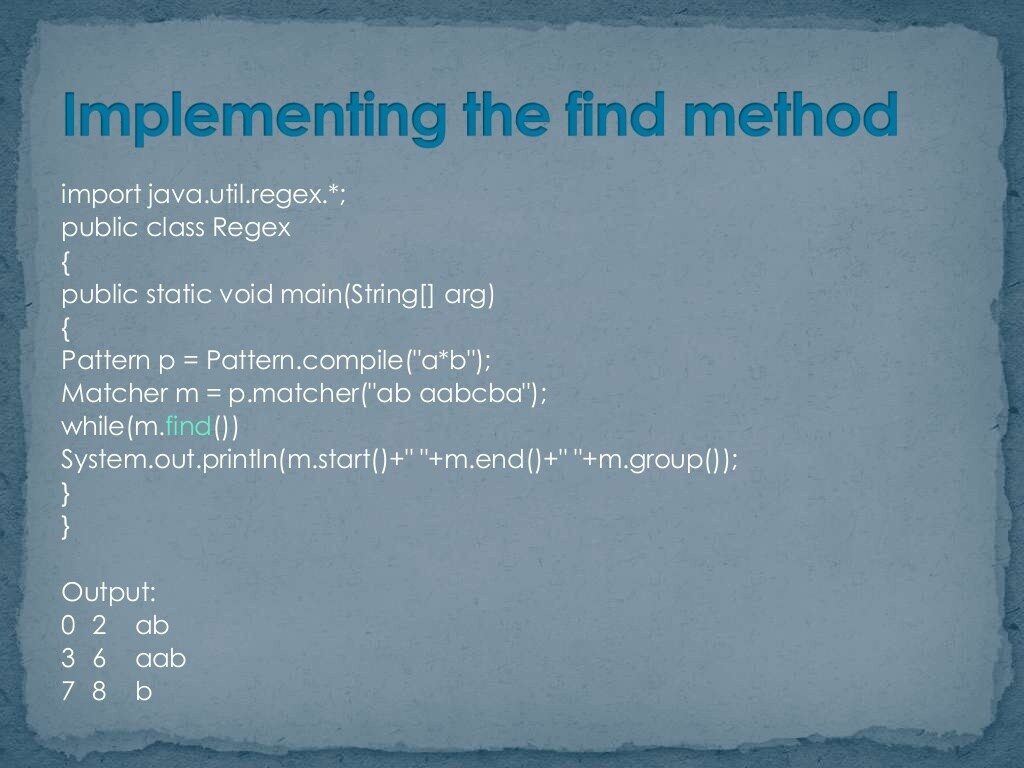 Implementing the find method
import java.util.regex.*;
public class Regex
{
public static void main(String[] arg)
{
Pattern p = Pattern.compile("a*b");
Matcher m = p.matcher("ab aabcba");
while(m.find())
System.out.println(m.start()+" "+m.end()+" "+m.group());
}
}
Output:
0 2 ab
3 6 aab
7 8 b